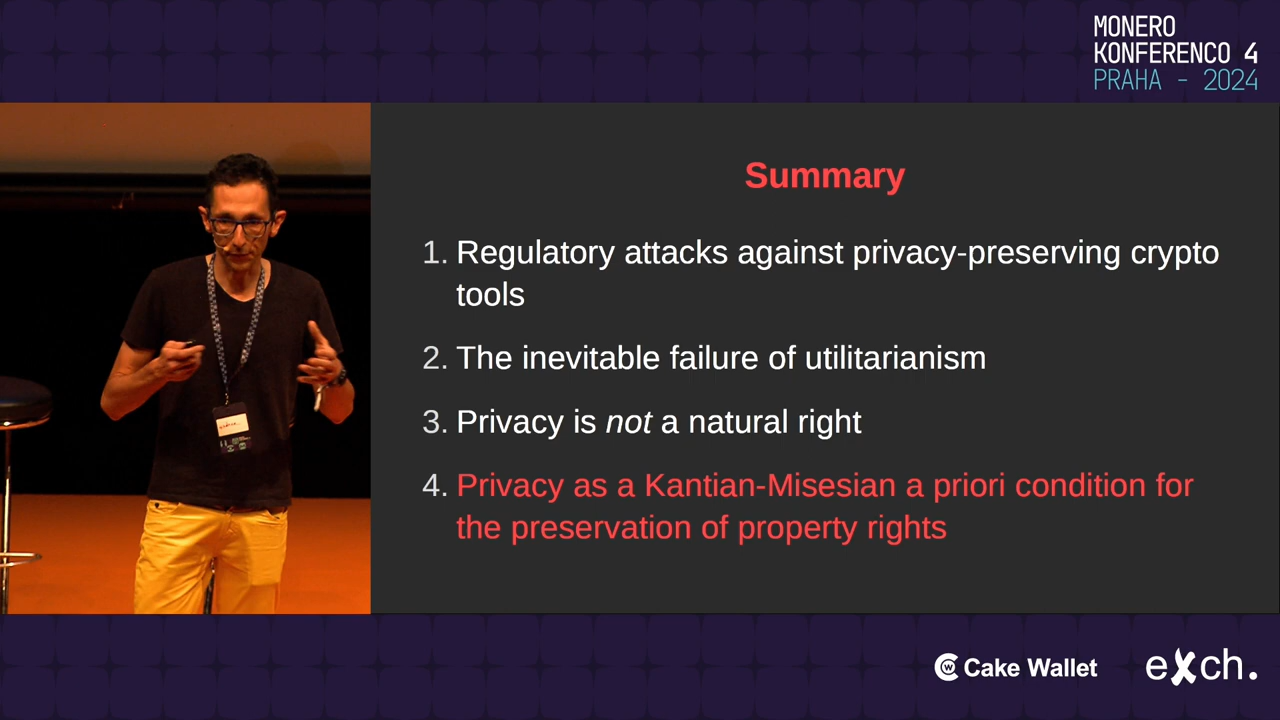 MONERO
KONFERENCO 4
PRAHA - 2024
Summary
1. Regulatory attacks against privacy-preserving crypto
tools
2. The inevitable failure of utilitarianism
3. Privacy is not a natural right
4. Privacy as a Kantian-Misesian a priori condition for
the preservation of property rights
Cake Wallet
eXch.